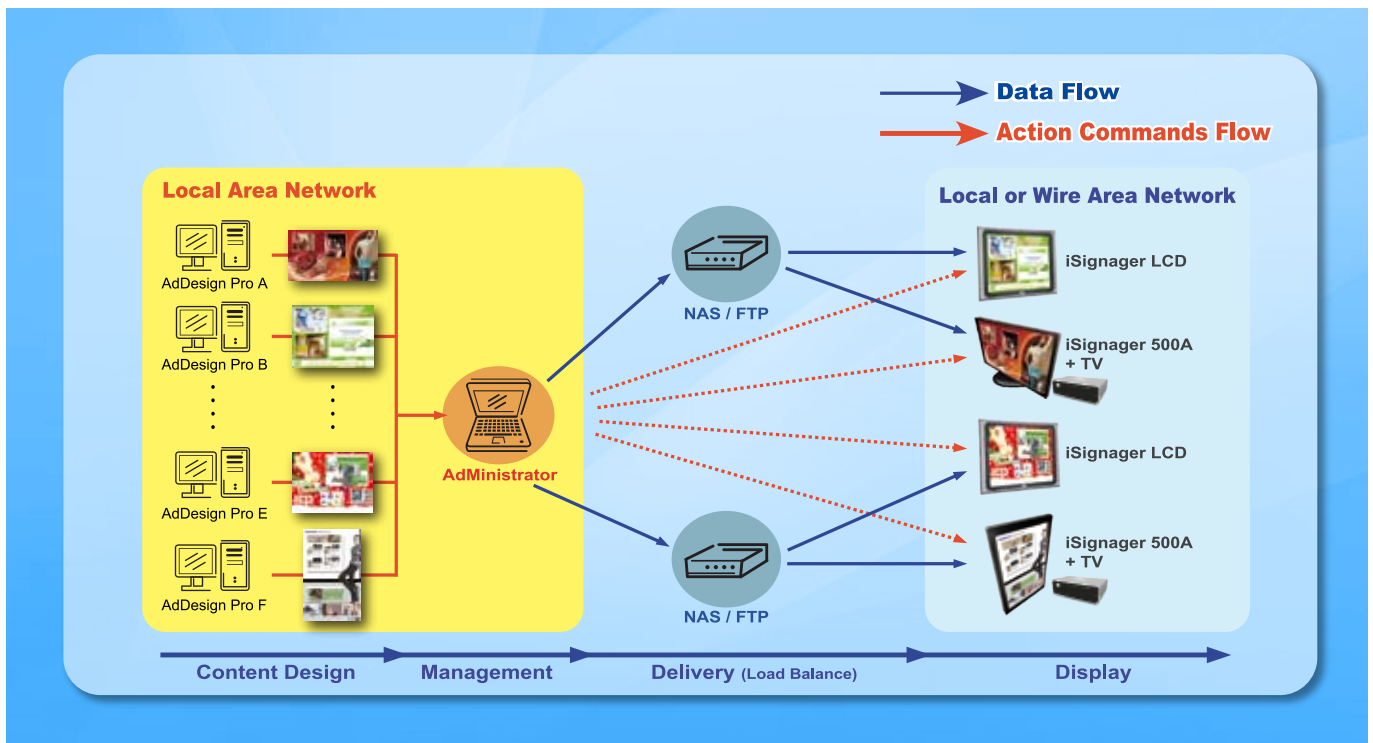 Data Flow
Action Commands Flow
Local Area Network
AdDesign Pro A
AdDesign Pro B
AdDesign Pro E
AdDesign Pro F
AdMinistrator
NAS / FTP
NAS / FTP
Local or Wire Area Network
iSignager LCD
iSignager 500A
+ TV
iSignager LCD
iSignager 500A
+ TV
Content Design
Management
Delivery (Load Balance)
Display